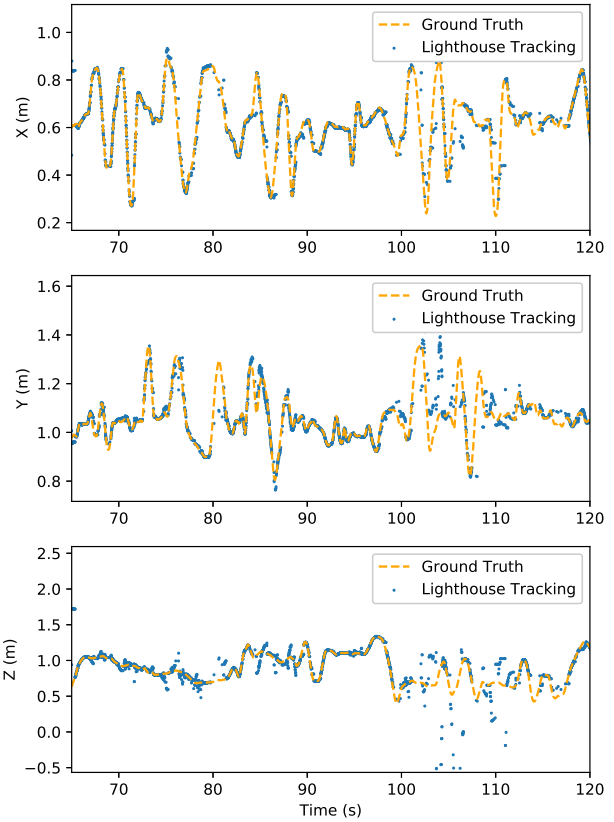 1.0
0.8
0.6
0.4
0.2
X (m)
Ground Truth
Lighthouse Tracking
70 80 90 100 110 120
1.6
1.4
1.2
1.0
0.8
Y (m)
Ground Truth
Lighthouse Tracking
70 80 90 100 110 120
2.5
2.0
1.5
1.0
0.5
0.0
−0.5
Z (m)
Ground Truth
Lighthouse Tracking
70 80 90 100 110 120
Time (s)